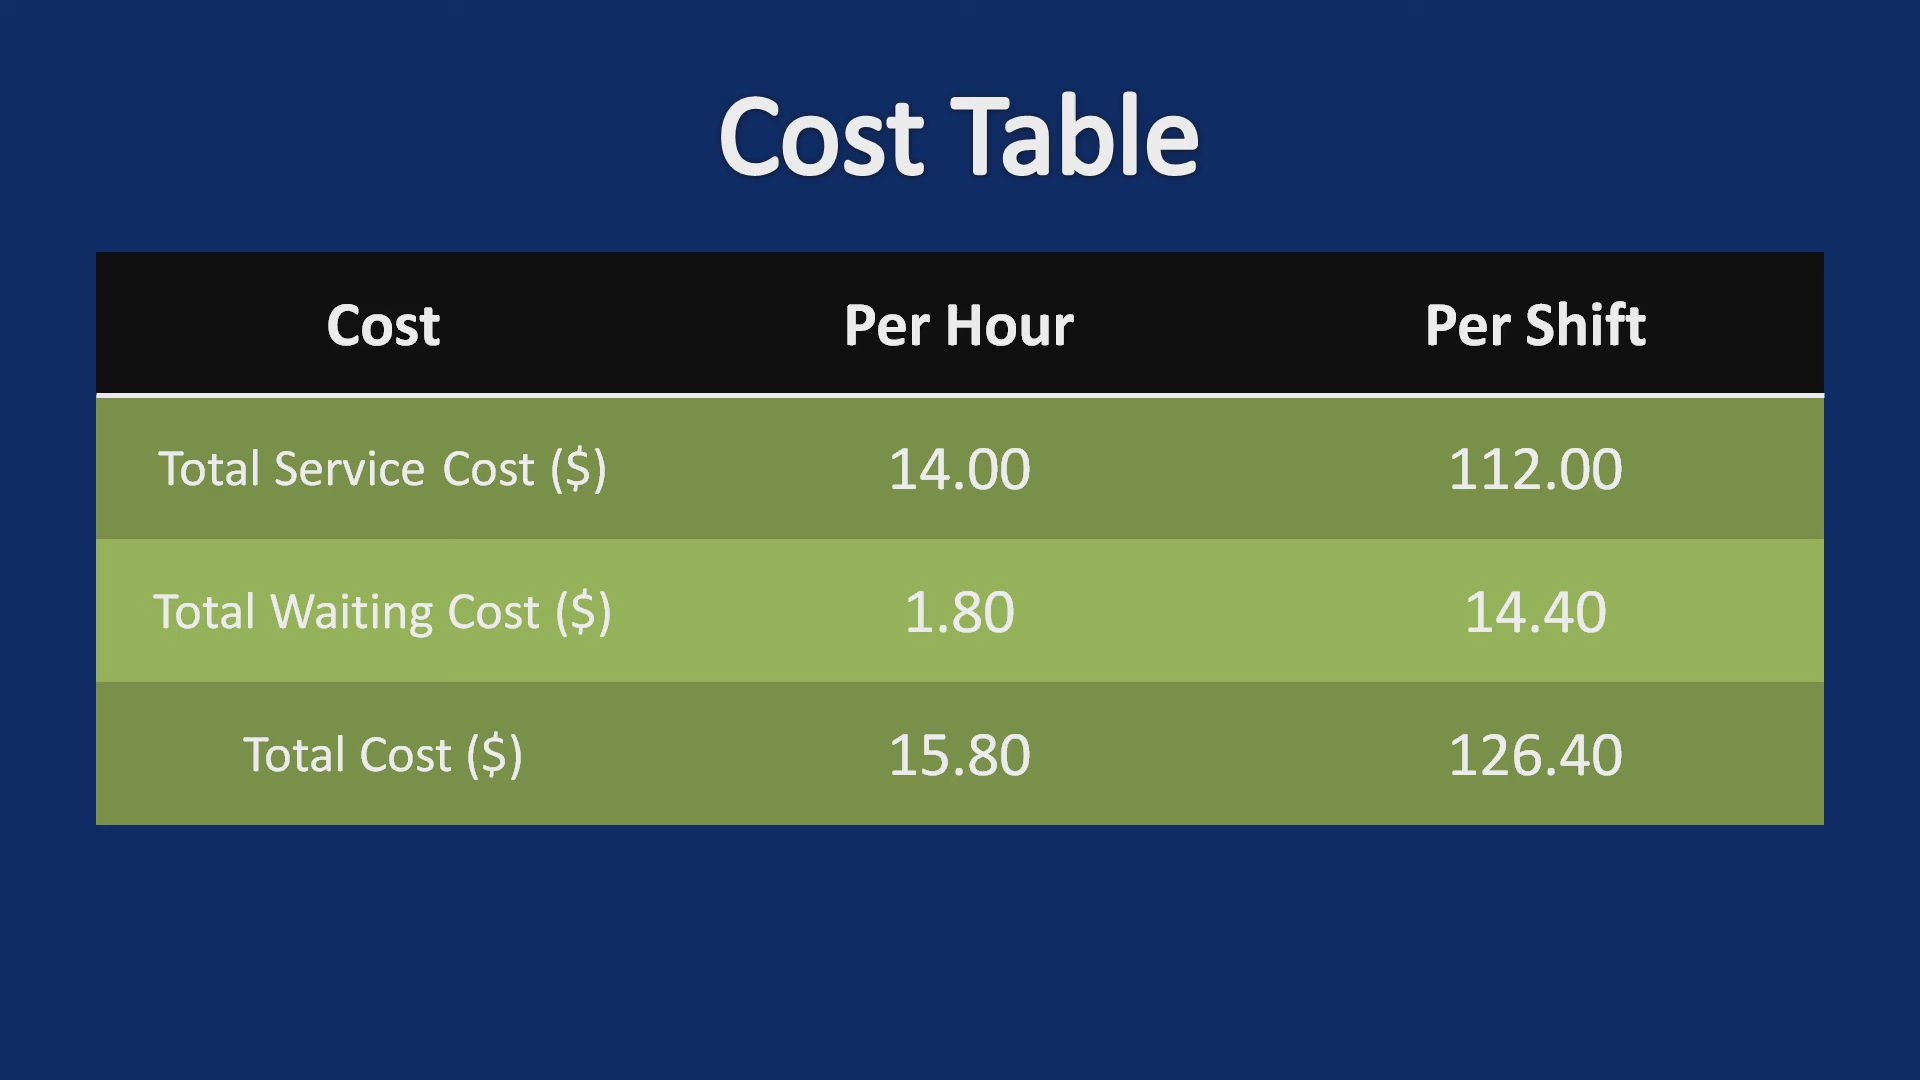 Cost Table
Cost Per Hour Per Shift
Total Service Cost ($) 14.00 112.00
Total Waiting Cost ($) 1.80 14.40
Total Cost ($) 15.80 126.40